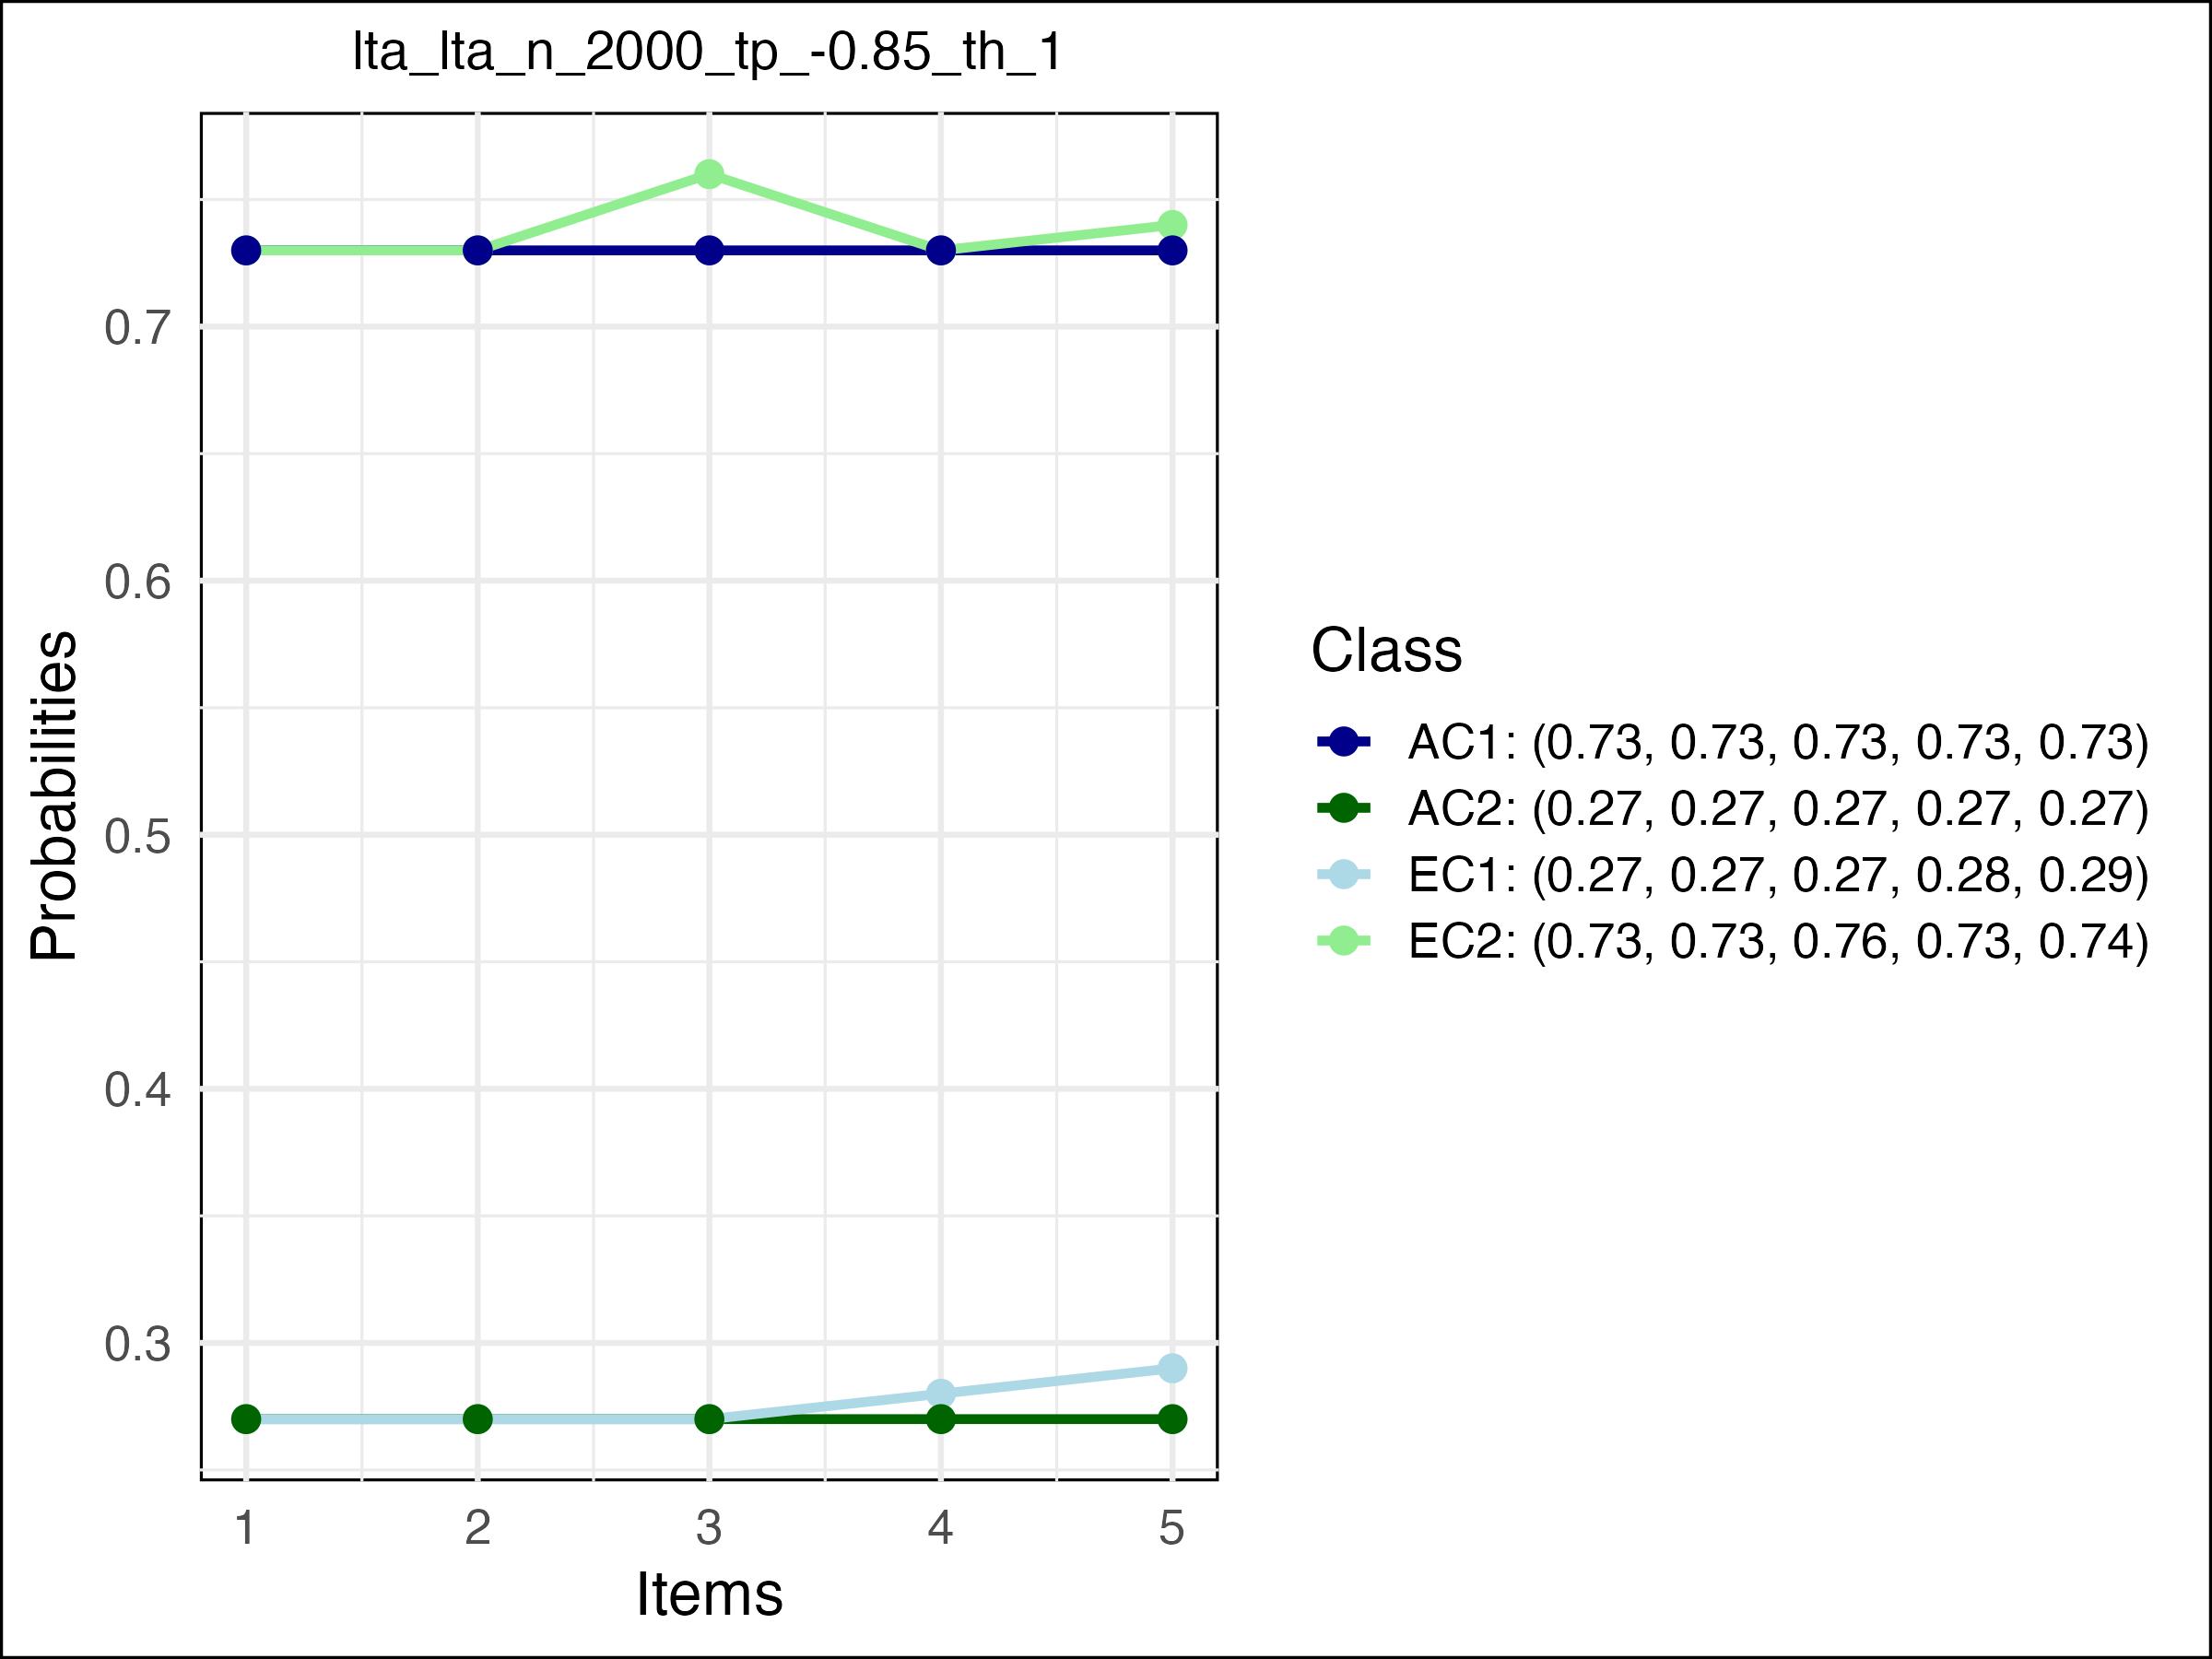 lta_lta_n_2000_tp_-0.85_th_1
0.7
0.6
0.5
0.4
0.3
Probabilities
1 2 3 4 5
Items
Class
AC1: (0.73, 0.73, 0.73, 0.73, 0.73)
AC2: (0.27, 0.27, 0.27, 0.27, 0.27)
EC1: (0.27, 0.27, 0.27, 0.28, 0.29)
EC2: (0.73, 0.73, 0.76, 0.73, 0.74)